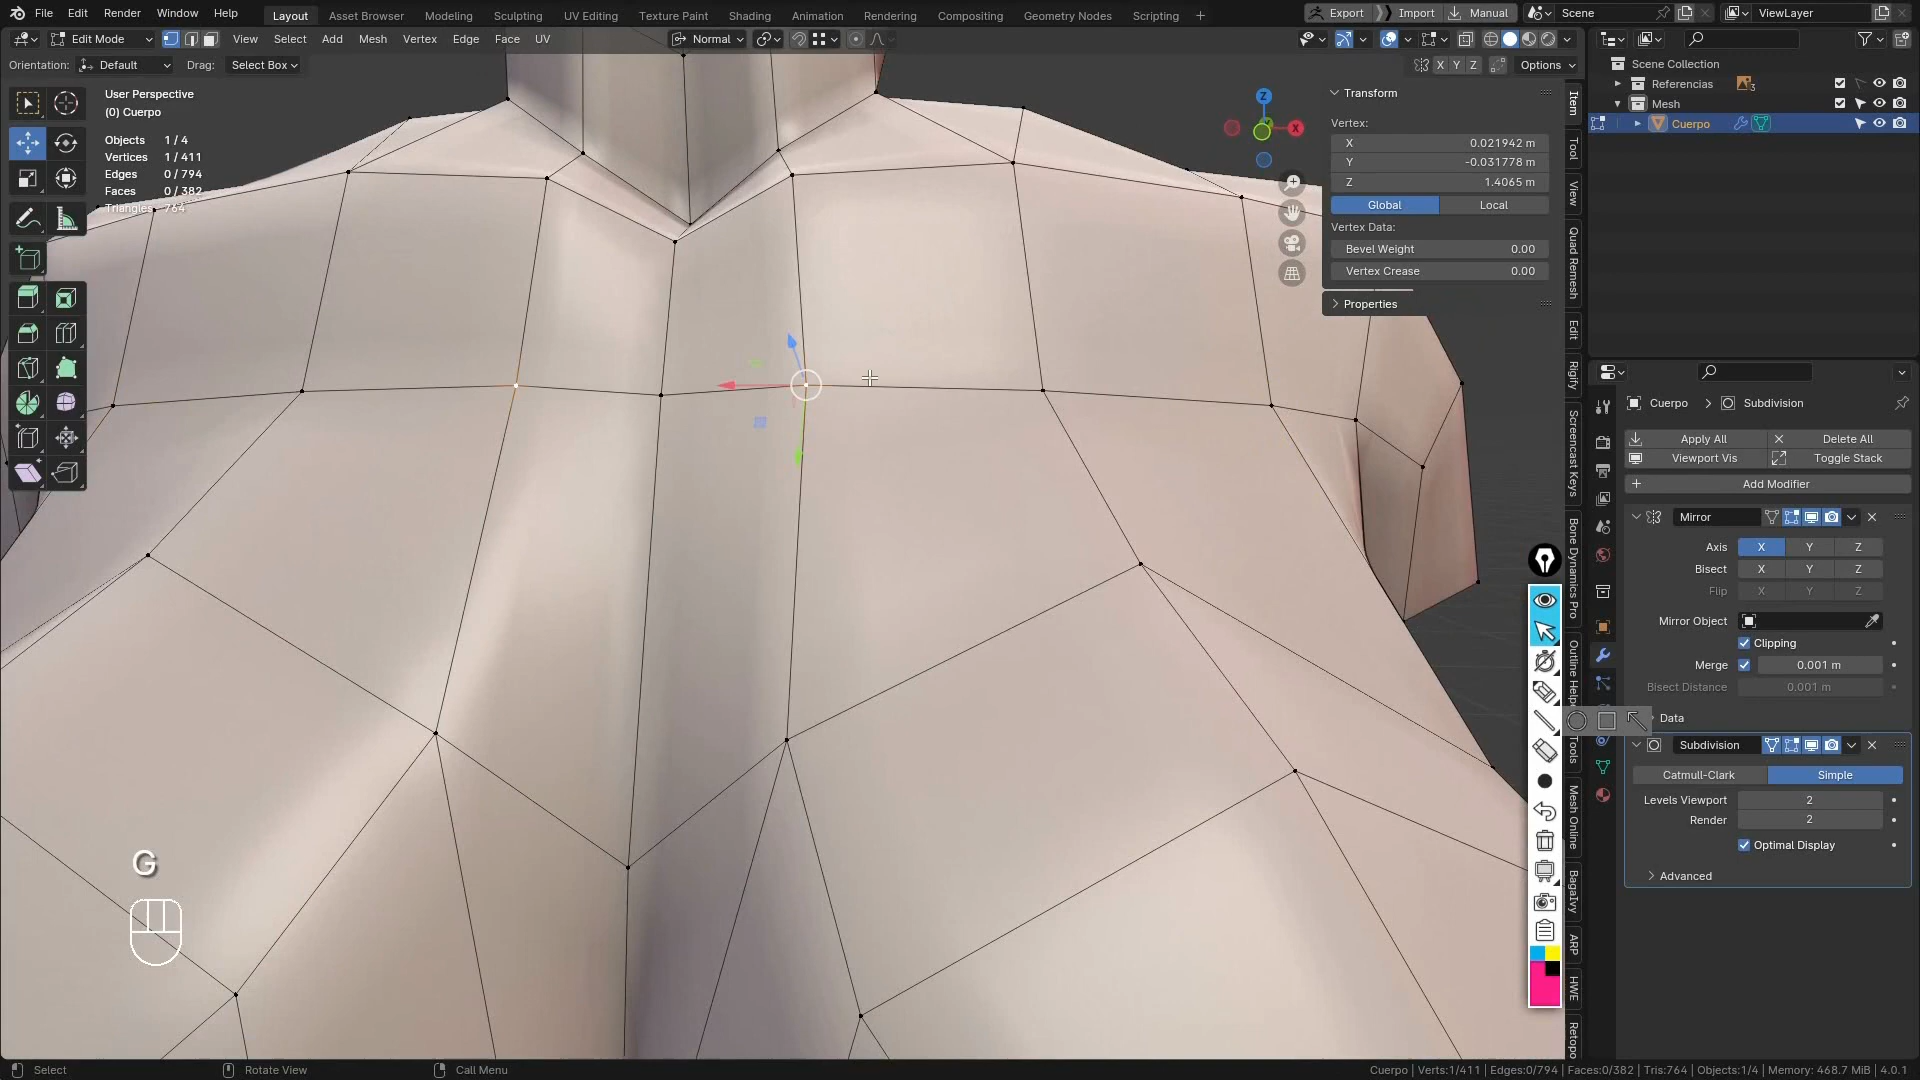 File Edit Render Window Help
Layout Asset Browser Modeling Sculpting UV Editing Texture Paint Shading Animation Rendering Compositing Geometry Nodes Scripting +
Export Import Manual Scene ViewLayer
Edit Mode View Select Add Mesh Vertex Edge Face UV Normal
Orientation: Default Drag: Select Box X Y Z Options
User Perspective
(0) Cuerpo
Objects 1 / 4
Vertices 1 / 411
Edges 0 / 794
Faces 0 / 382
Triangles 764
Z
X
Transform
Vertex:
X 0.021942 m
Y -0.031778 m
Z 1.4065 m
Global Local
Vertex Data:
Bevel Weight 0.00
Vertex Crease 0.00
Properties
Item
Tool
View
Quad Remesh
Edit
Rigify
Screencast Keys
Bone Dynamics Pro
Outline Helpe
Tools
Mesh Online
BagaIvy
ARP
HWE
Retopo
Scene Collection
Referencias 3
Mesh
Cuerpo
Cuerpo > Subdivision
Apply All Delete All
Viewport Vis Toggle Stack
Add Modifier
Mirror
Axis X Y Z
Bisect X Y Z
Flip X Y Z
Mirror Object
Clipping
Merge 0.001 m
Bisect Distance 0.001 m
Data
Subdivision
Catmull-Clark Simple
Levels Viewport 2
Render 2
Optimal Display
Advanced
G
Select Rotate View Call Menu
Cuerpo | Verts:1/411 | Edges:0/794 | Faces:0/382 | Tris:764 | Objects:1/4 | Memory: 468.7 MiB | 4.0.1